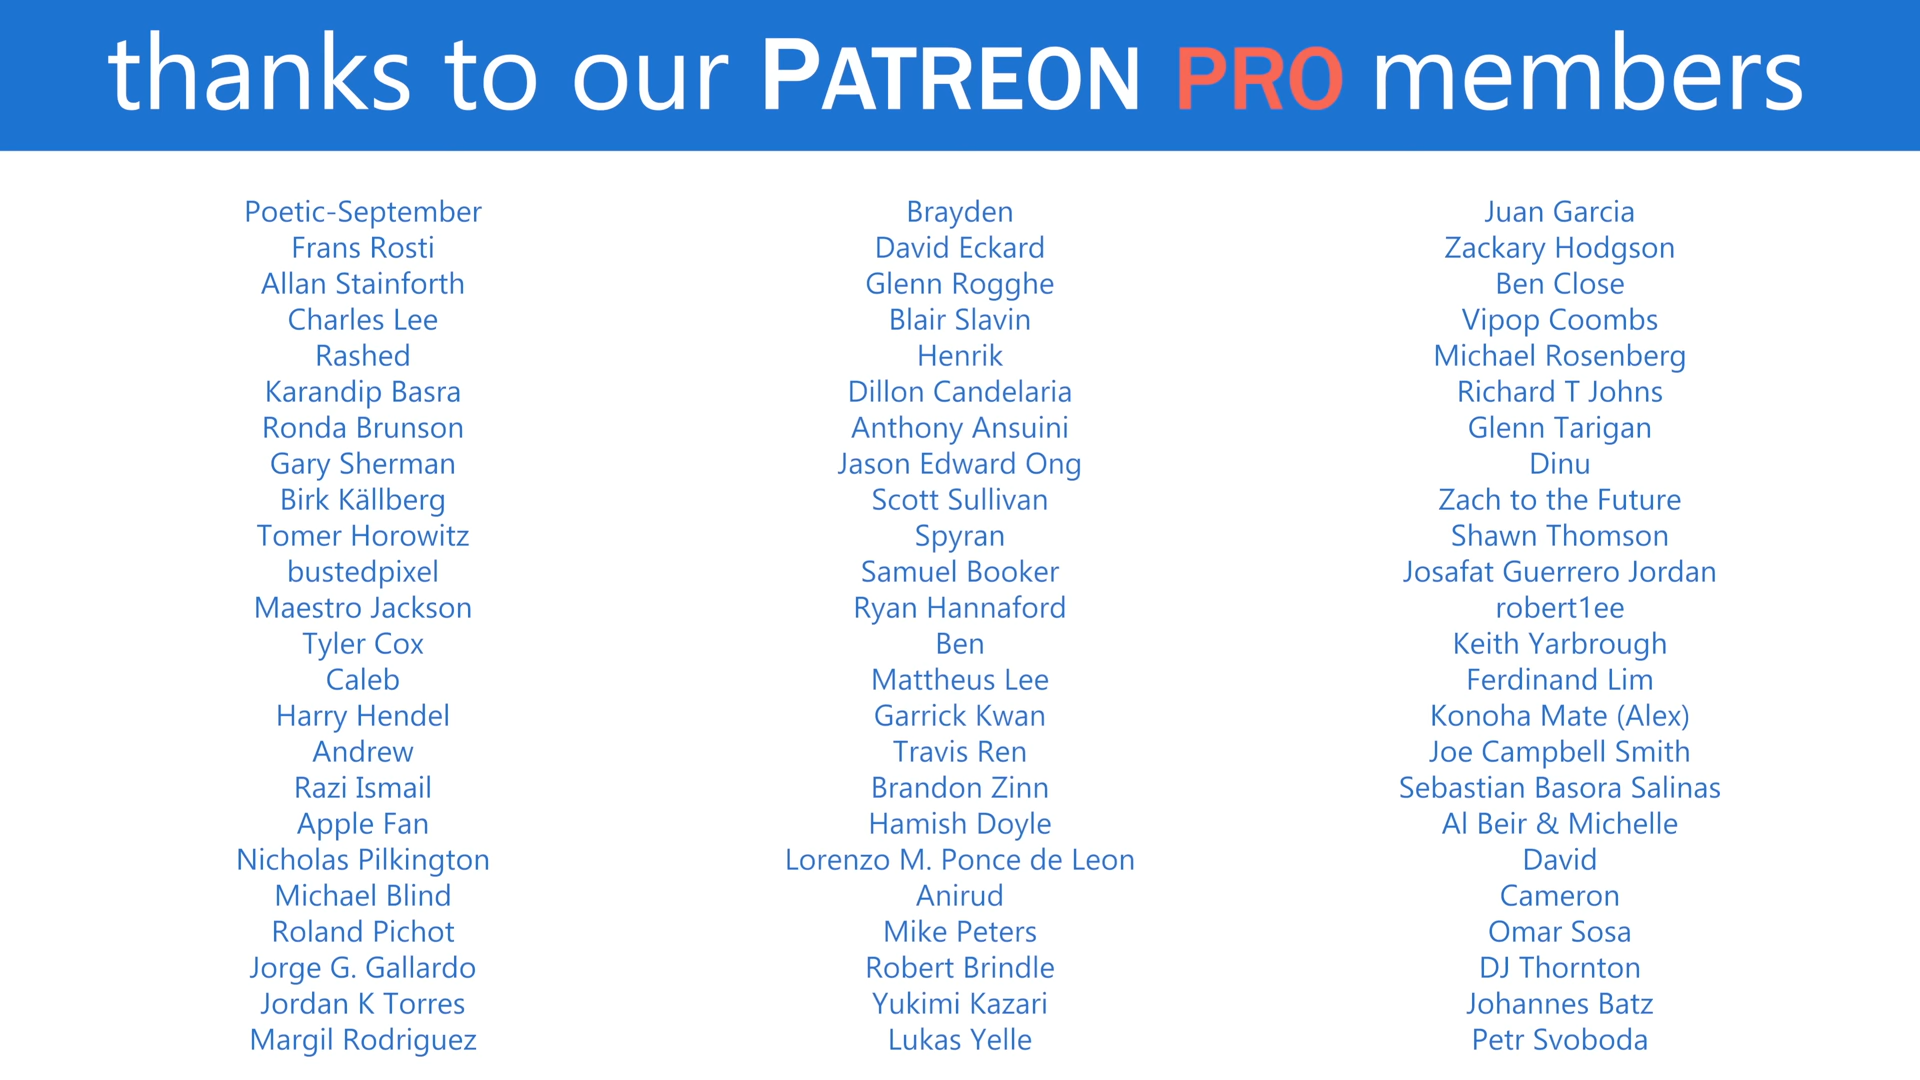 thanks to our PATREON PRO members
Poetic-September
Frans Rosti
Allan Stainforth
Charles Lee
Rashed
Karandip Basra
Ronda Brunson
Gary Sherman
Birk Källberg
Tomer Horowitz
bustedpixel
Maestro Jackson
Tyler Cox
Caleb
Harry Hendel
Andrew
Razi Ismail
Apple Fan
Nicholas Pilkington
Michael Blind
Roland Pichot
Jorge G. Gallardo
Jordan K Torres
Margil Rodriguez
Brayden
David Eckard
Glenn Rogghe
Blair Slavin
Henrik
Dillon Candelaria
Anthony Ansuini
Jason Edward Ong
Scott Sullivan
Spyran
Samuel Booker
Ryan Hannaford
Ben
Mattheus Lee
Garrick Kwan
Travis Ren
Brandon Zinn
Hamish Doyle
Lorenzo M. Ponce de Leon
Anirud
Mike Peters
Robert Brindle
Yukimi Kazari
Lukas Yelle
Juan Garcia
Zackary Hodgson
Ben Close
Vipop Coombs
Michael Rosenberg
Richard T Johns
Glenn Tarigan
Dinu
Zach to the Future
Shawn Thomson
Josafat Guerrero Jordan
robert1ee
Keith Yarbrough
Ferdinand Lim
Konoha Mate (Alex)
Joe Campbell Smith
Sebastian Basora Salinas
Al Beir & Michelle
David
Cameron
Omar Sosa
DJ Thornton
Johannes Batz
Petr Svoboda